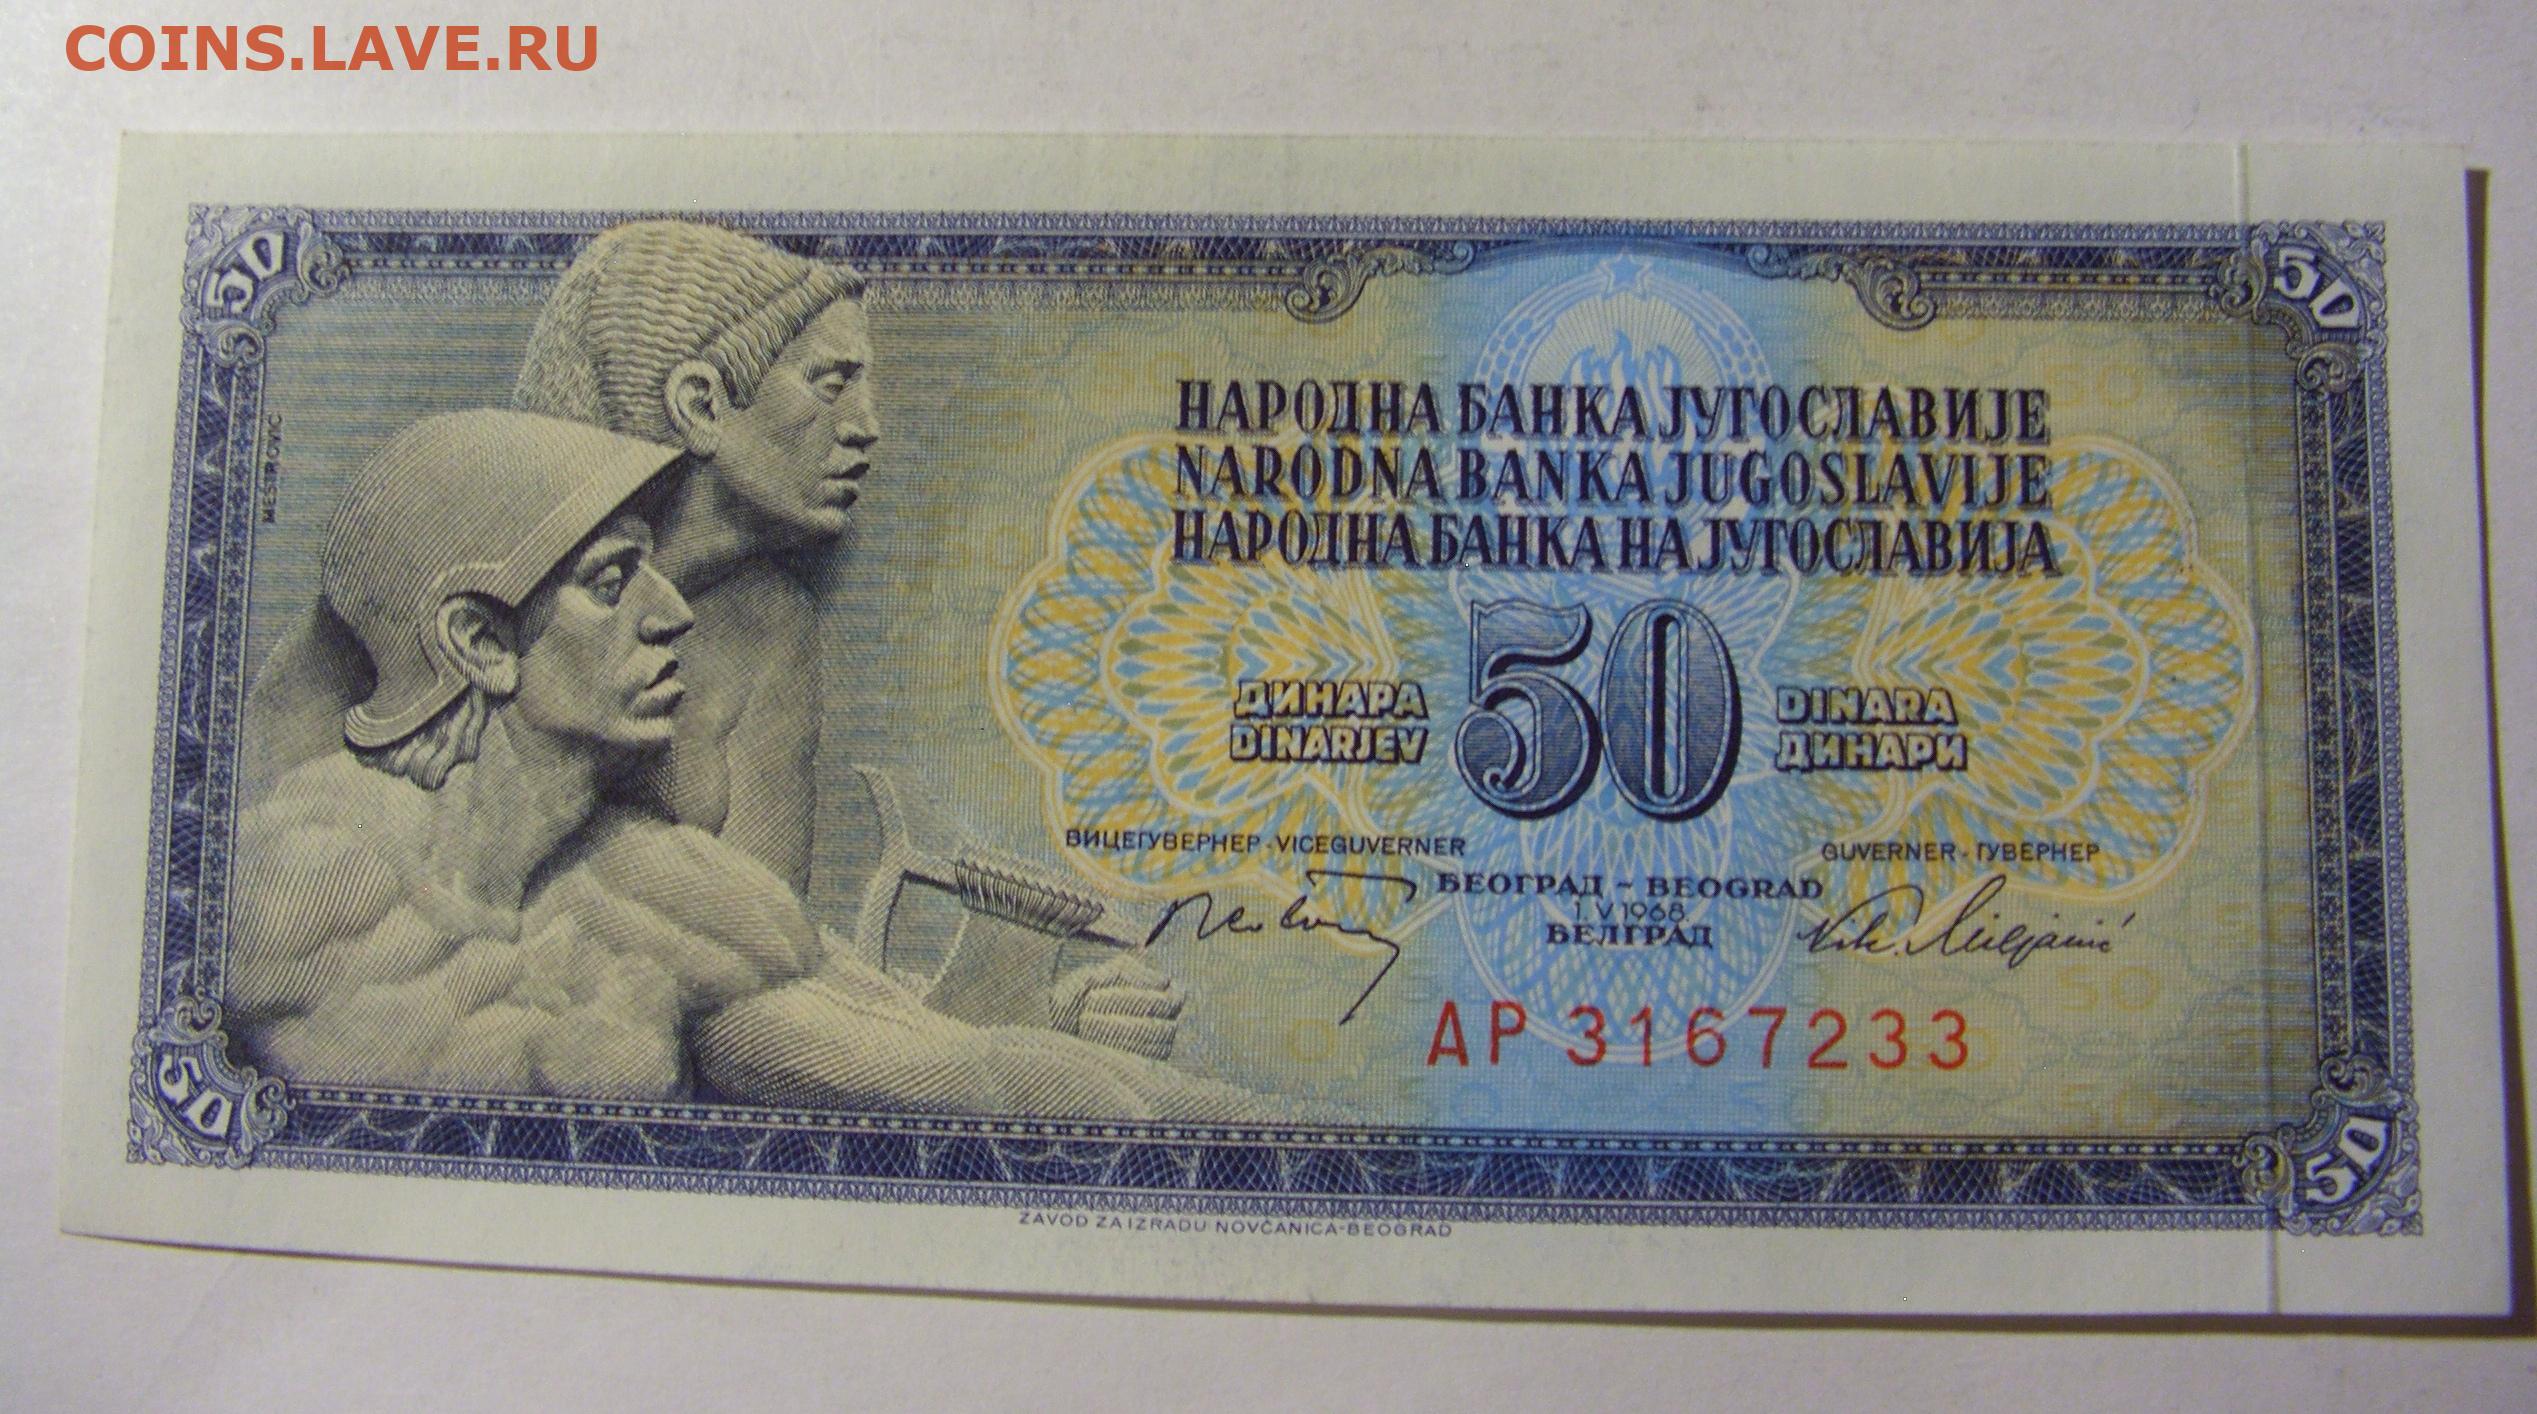 COINS.LAVE.RU
50
50
MEŠTROVIĆ
НАРОДНА БАНКА ЈУГОСЛАВИЈЕ
NARODNA BANKA JUGOSLAVIJE
НАРОДНА БАНКА НА ЈУГОСЛАВИЈА
ДИНАРА
DINARJEV
50
DINARA
ДИНАРИ
ВИЦЕГУВЕРНЕР - VICEGUVERNER
GUVERNER - ГУВЕРНЕР
БЕОГРАД - BEOGRAD
1. V 1968.
БЕЛГРАД
AP 3167233
50
50
ZAVOD ZA IZRADU NOVČANICA-BEOGRAD